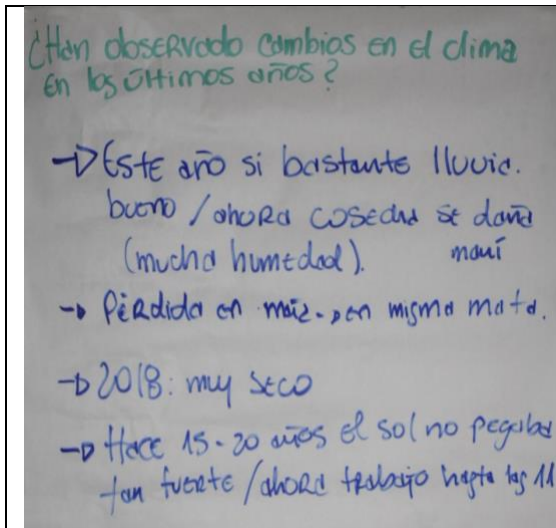 ¿Han observado cambios en el clima
en los últimos años?
→ Este año si bastante lluvia.
bueno / ahora cosecha se daña
(mucha humedad). maní
→ Pérdida en maíz → en misma mata.
→ 2018: muy seco
→ Hace 15-20 años el sol no pegaba
tan fuerte / ahora trabajo hasta las 11